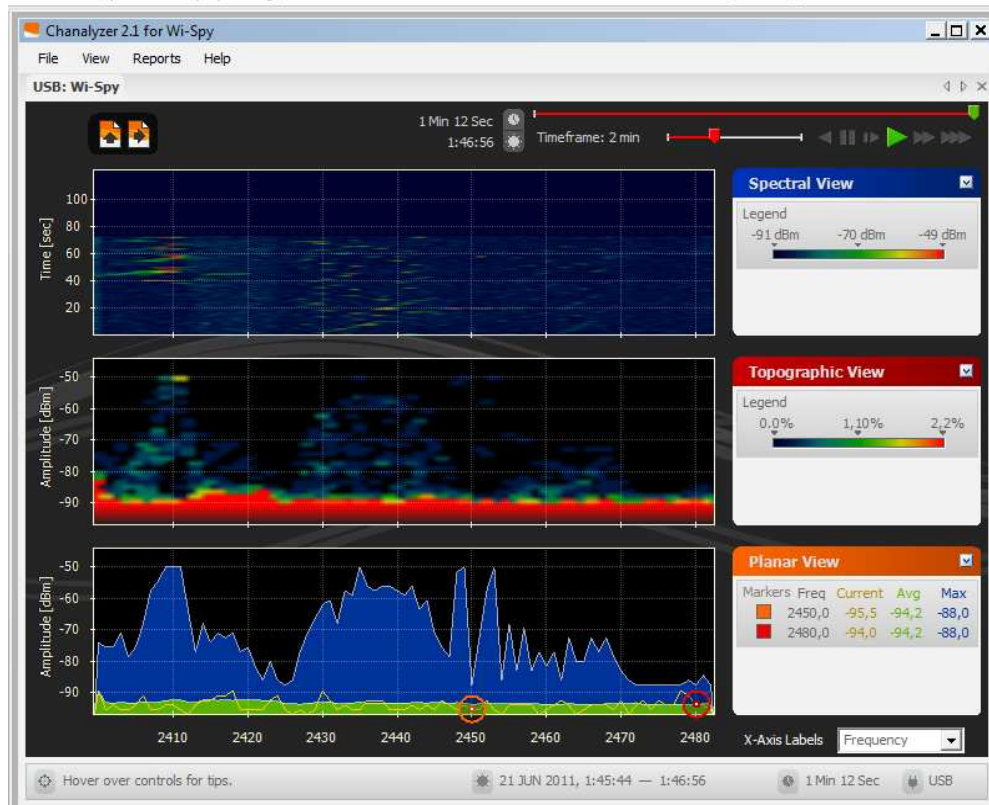 Chanalyzer 2.1 for Wi-Spy
File View Reports Help
USB: Wi-Spy
1 Min 12 Sec
1:46:56
Timeframe: 2 min
Time [sec]
100
80
60
40
20
Spectral View
Legend
-91 dBm -70 dBm -49 dBm
Amplitude [dBm]
-50
-60
-70
-80
-90
Topographic View
Legend
0.0% 1,10% 2,2%
Amplitude [dBm]
-50
-60
-70
-80
-90
Planar View
Markers Freq Current Avg Max
2450,0 -95,5 -94,2 -88,0
2480,0 -94,0 -94,2 -88,0
2410 2420 2430 2440 2450 2460 2470 2480
X-Axis Labels Frequency
Hover over controls for tips. 21 JUN 2011, 1:45:44 — 1:46:56 1 Min 12 Sec USB